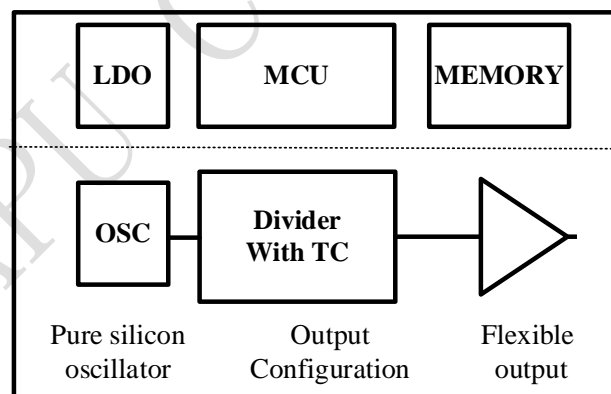 LDO
MCU
MEMORY
OSC
Divider
With TC
Pure silicon
oscillator
Output
Configuration
Flexible
output